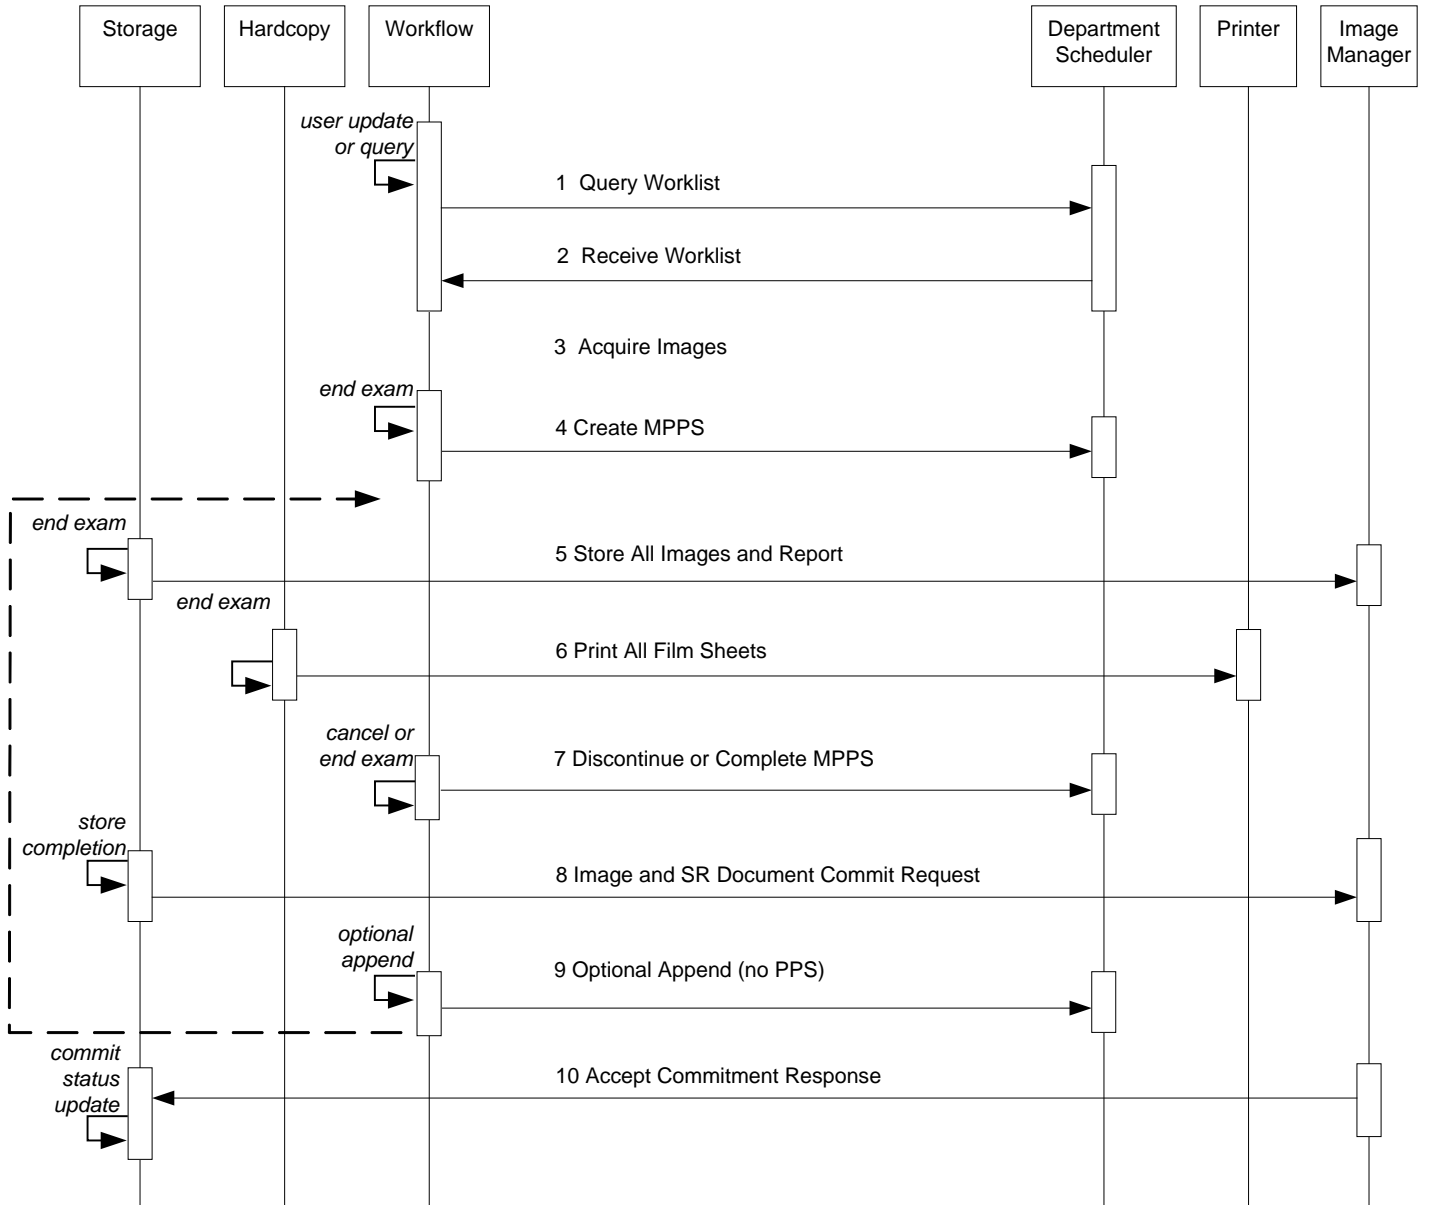 Storage
Hardcopy
Workflow
Department
Scheduler
Printer
Image
Manager
user update
or query
1 Query Worklist
2 Receive Worklist
3 Acquire Images
end exam
4 Create MPPS
end exam
5 Store All Images and Report
end exam
6 Print All Film Sheets
cancel or
end exam
7 Discontinue or Complete MPPS
store
completion
8 Image and SR Document Commit Request
optional
append
9 Optional Append (no PPS)
commit
status
update
10 Accept Commitment Response